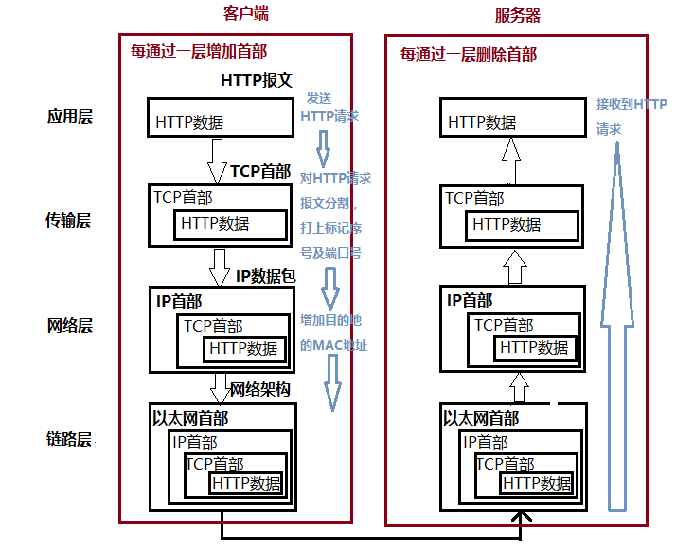 客户端
服务器
每通过一层增加首部
每通过一层删除首部
HTTP报文
应用层
HTTP数据
发送
HTTP请求
HTTP数据
接收到HTTP
请求
TCP首部
对HTTP请求
报文分割，
打上标记序
号及端口号
传输层
TCP首部
HTTP数据
TCP首部
HTTP数据
IP数据包
网络层
IP首部
TCP首部
HTTP数据
增加目的地
的MAC地址
IP首部
TCP首部
HTTP数据
网络架构
链路层
以太网首部
IP首部
TCP首部
HTTP数据
以太网首部
IP首部
TCP首部
HTTP数据